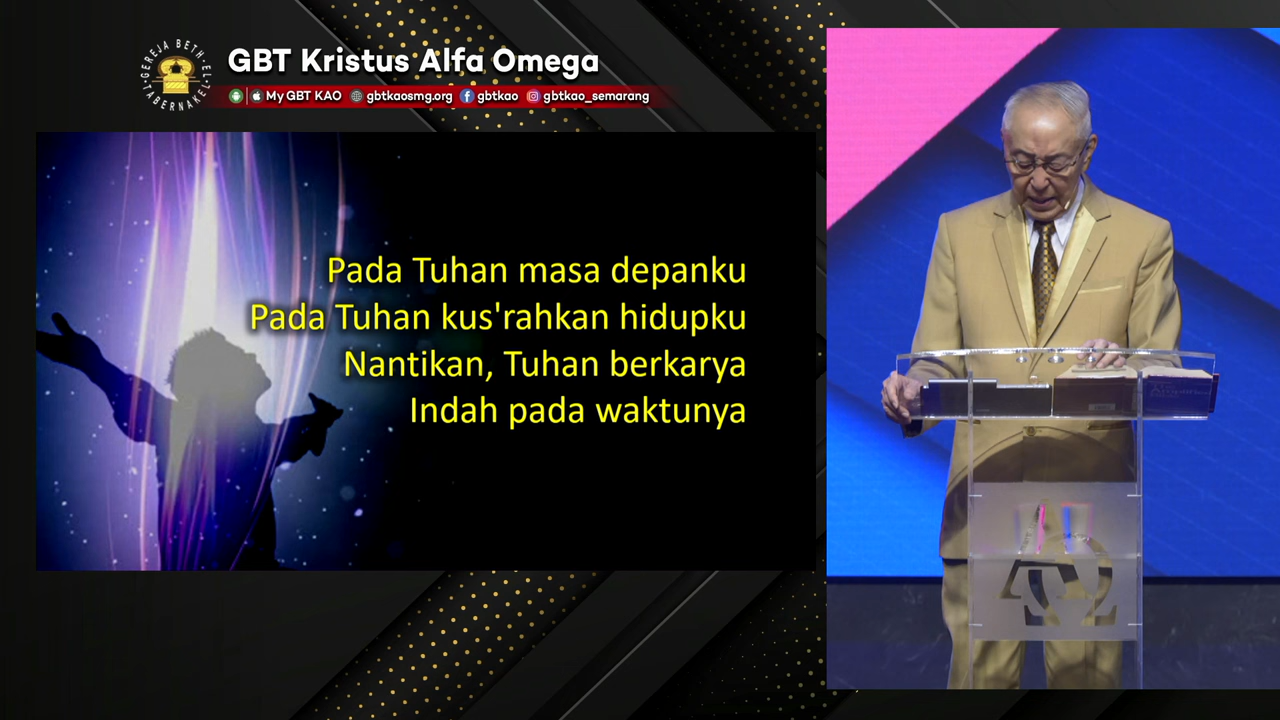 GEREJA BETH-EL TABERNAKEL
GBT Kristus Alfa Omega
My GBT KAO gbtkaosmg.org gbtkao gbtkao_semarang
Pada Tuhan masa depanku
Pada Tuhan kus'rahkan hidupku
Nantikan, Tuhan berkarya
Indah pada waktunya
ΑΩ